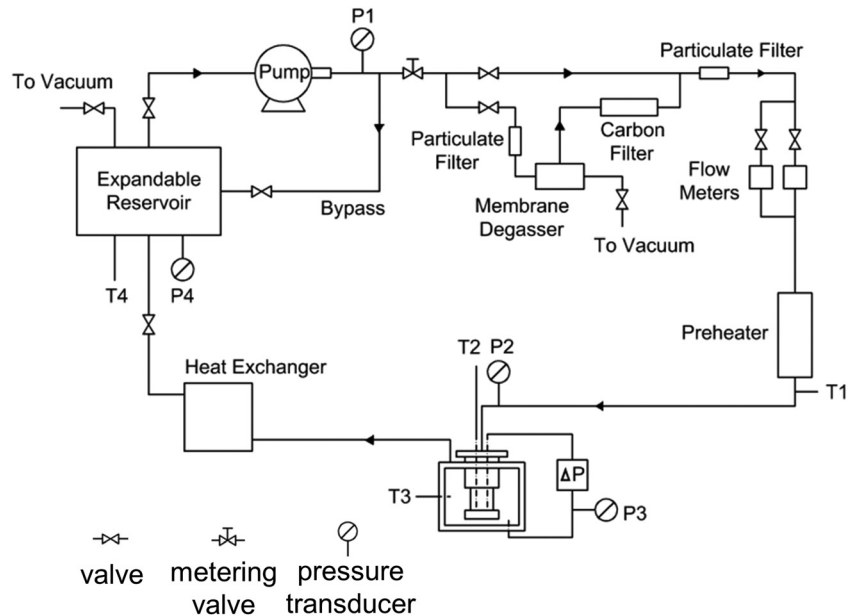 P1
Particulate Filter
To Vacuum
Pump
Particulate
Filter
Carbon
Filter
Expandable
Reservoir
Flow
Meters
Bypass
Membrane
Degasser
To Vacuum
T4
P4
Preheater
T2
P2
Heat Exchanger
T1
ΔP
T3
P3
valve
metering
valve
pressure
transducer